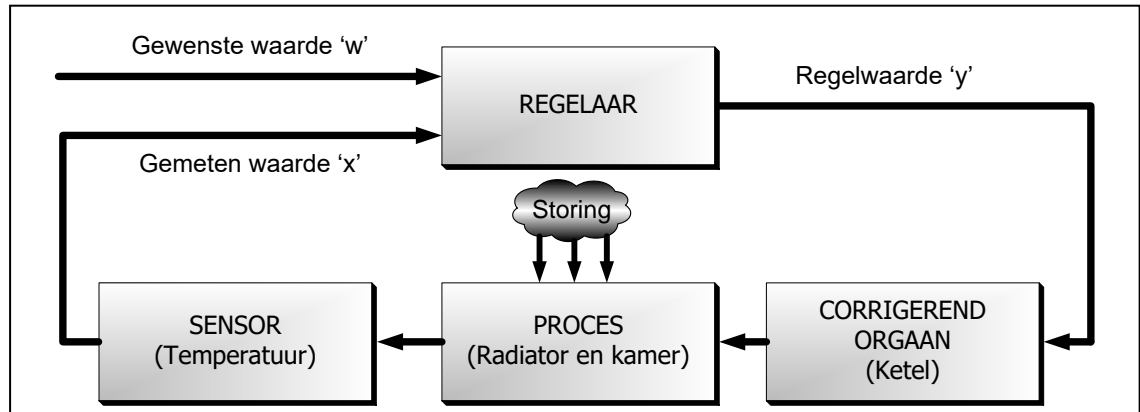 Gewenste waarde ‘w’
REGELAAR
Regelwaarde ‘y’
Gemeten waarde ‘x’
Storing
SENSOR
(Temperatuur)
PROCES
(Radiator en kamer)
CORRIGEREND
ORGAAN
(Ketel)